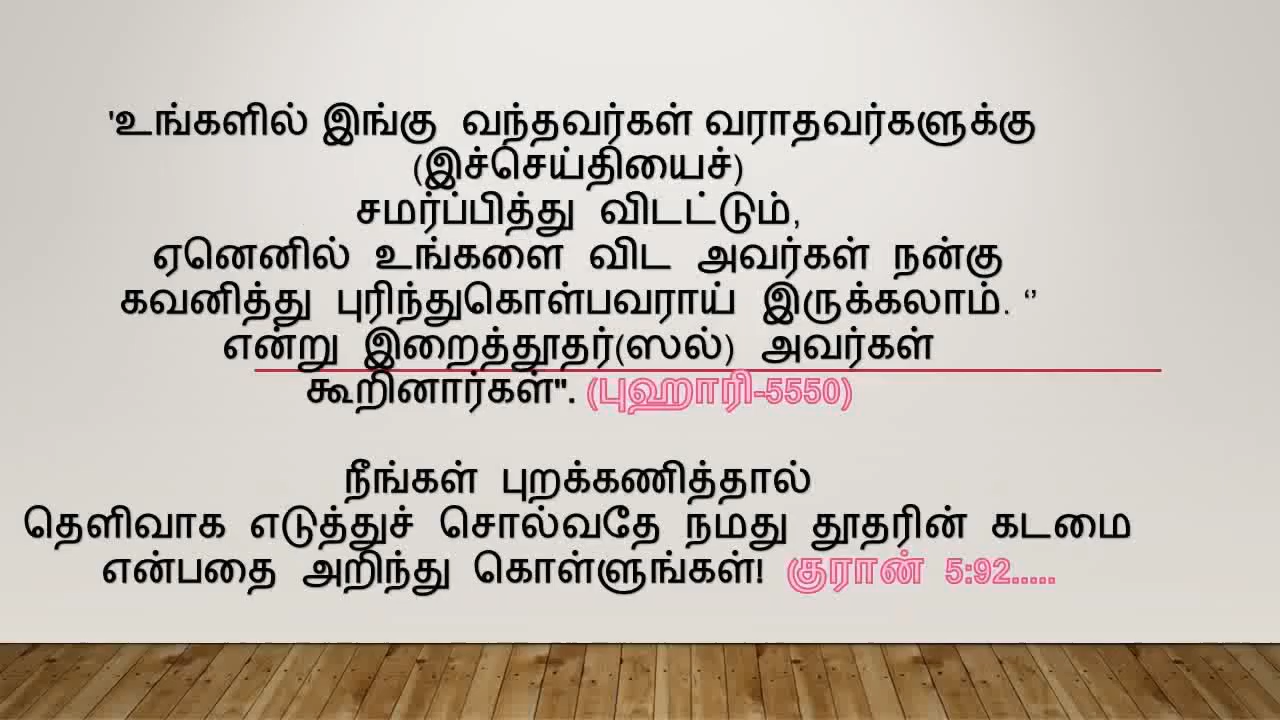 'உங்களில் இங்கு வந்தவர்கள் வராதவர்களுக்கு
(இச்செய்தியைச்)
சமர்ப்பித்து விடட்டும்,
ஏனெனில் உங்களை விட அவர்கள் நன்கு
கவனித்து புரிந்துகொள்பவராய் இருக்கலாம். ‘’
என்று இறைத்தூதர்(ஸல்) அவர்கள்
கூறினார்கள்". (புஹாரி-5550)
நீங்கள் புறக்கணித்தால்
தெளிவாக எடுத்துச் சொல்வதே நமது தூதரின் கடமை
என்பதை அறிந்து கொள்ளுங்கள்! குரான் 5:92.....